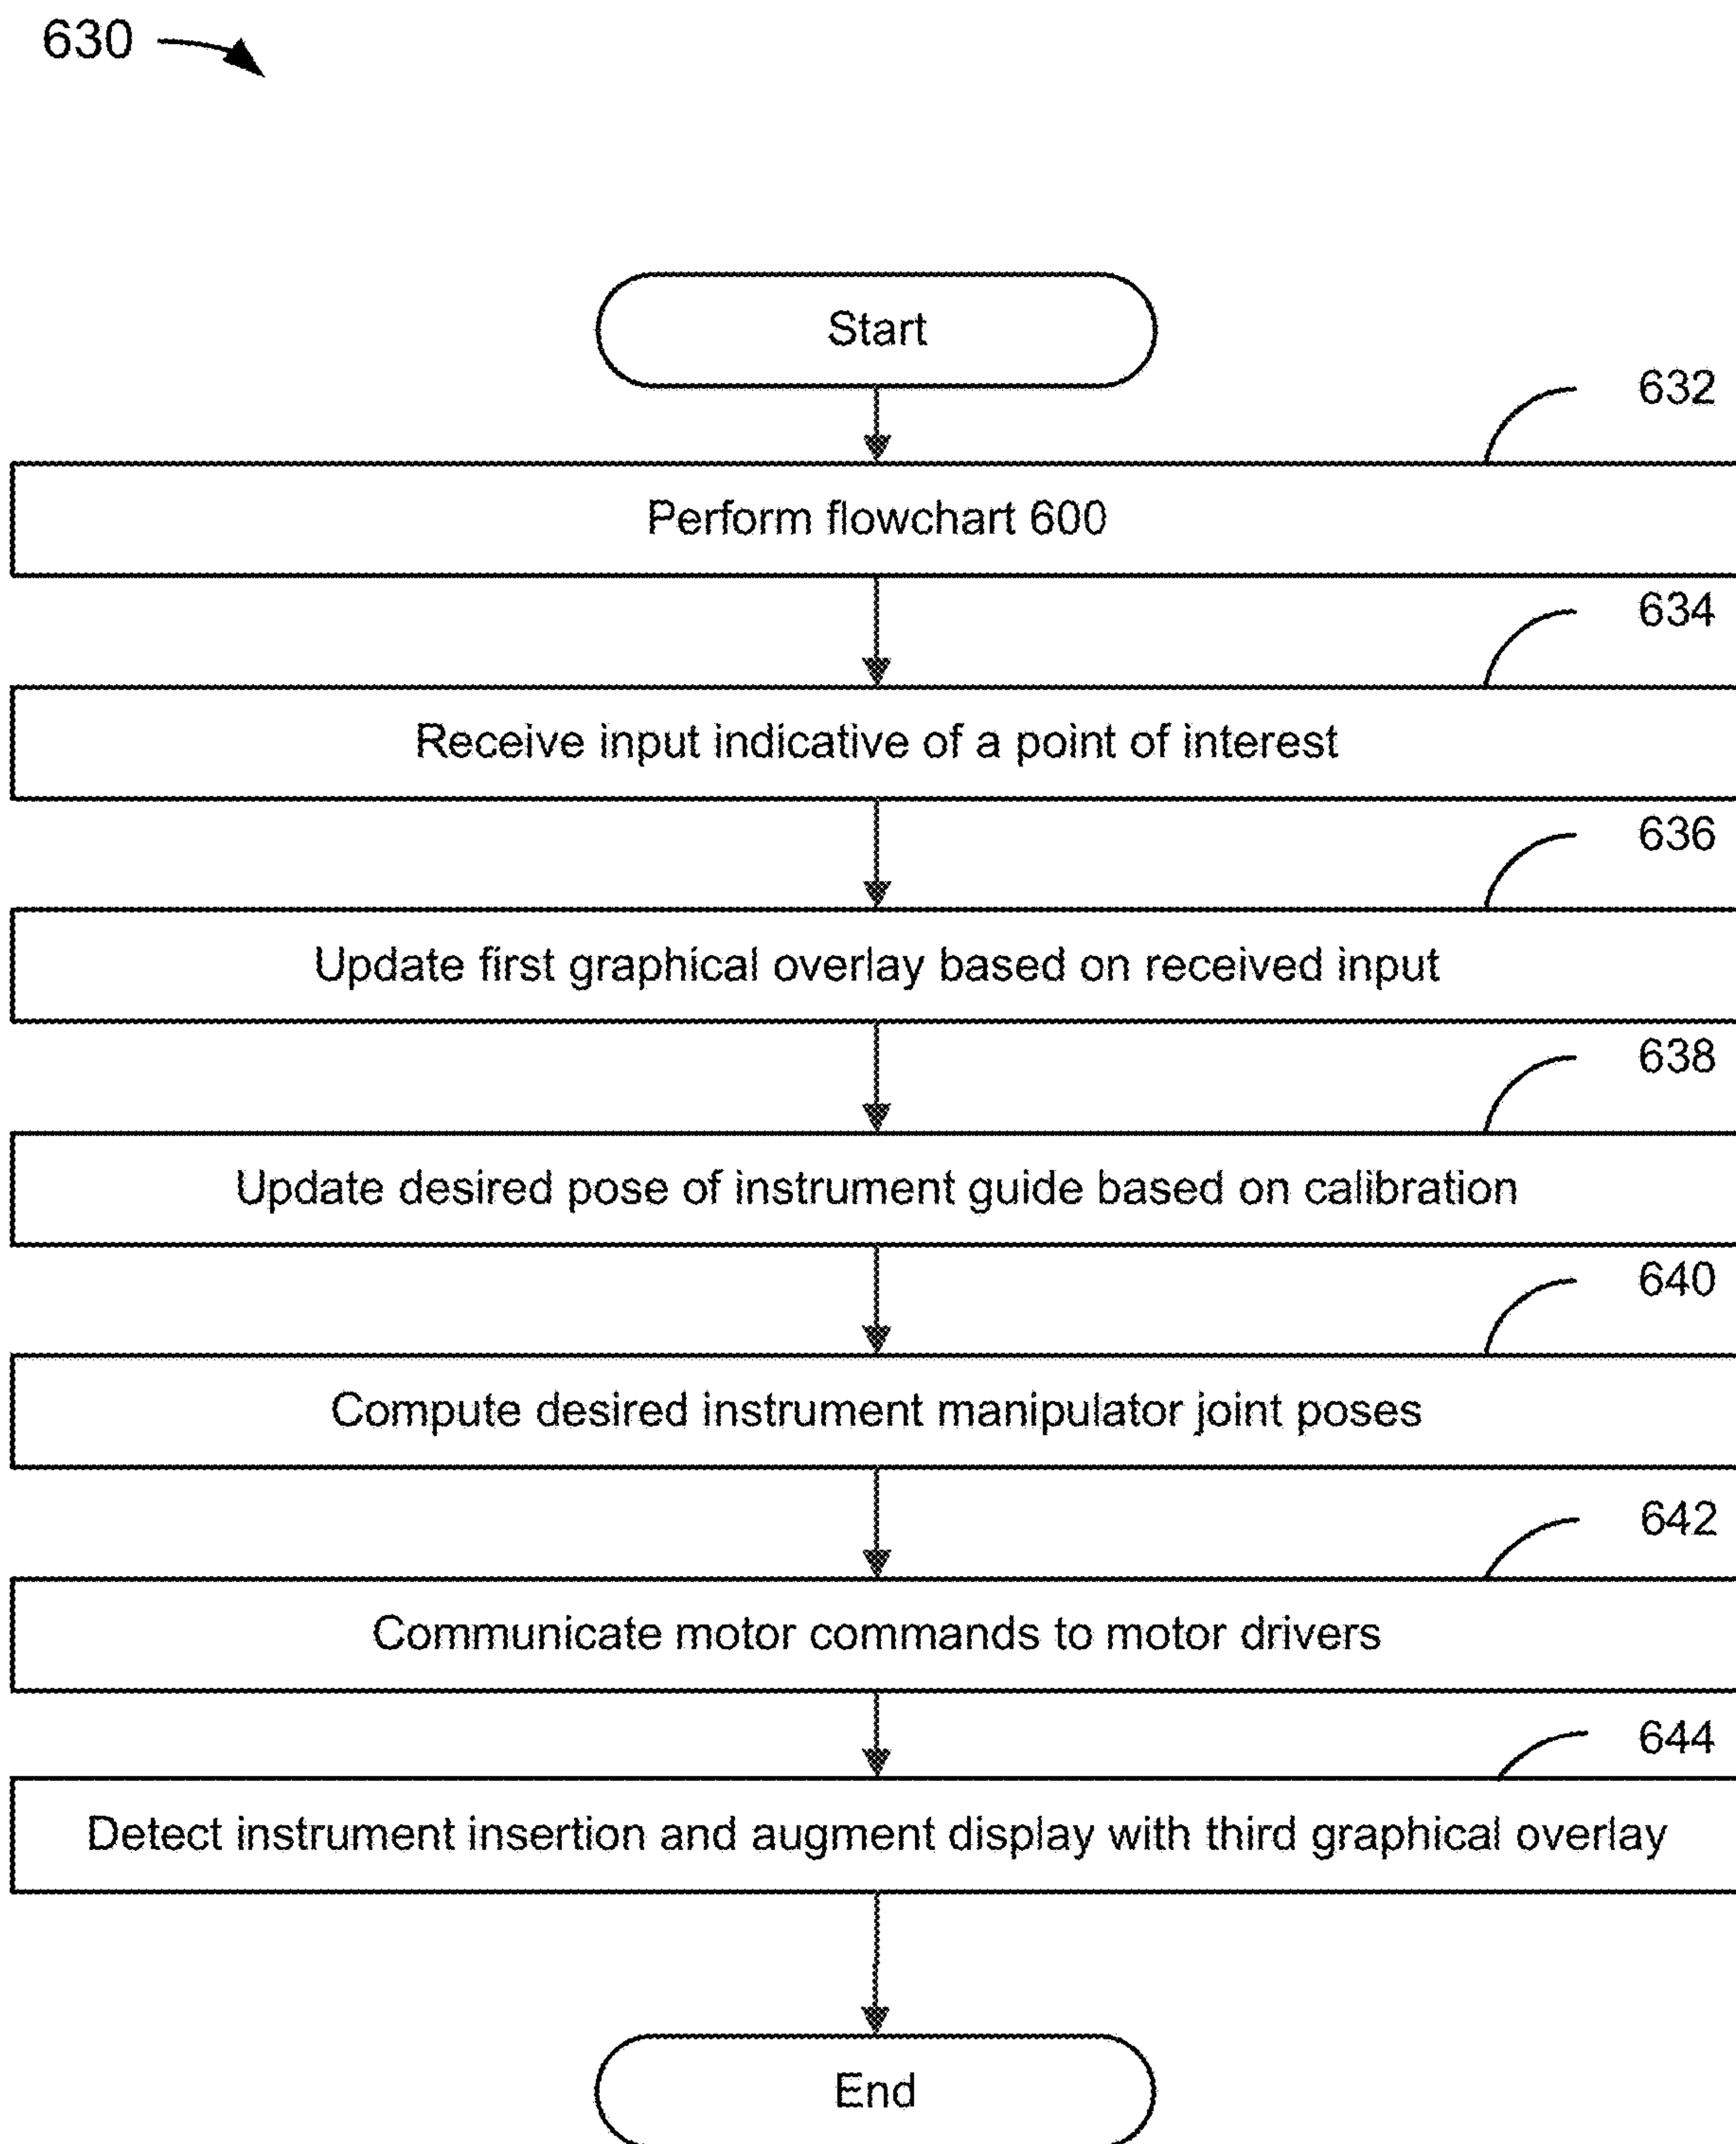 630
Start
632
Perform flowchart 600
634
Receive input indicative of a point of interest
636
Update first graphical overlay based on received input
638
Update desired pose of instrument guide based on calibration
640
Compute desired instrument manipulator joint poses
642
Communicate motor commands to motor drivers
644
Detect instrument insertion and augment display with third graphical overlay
End